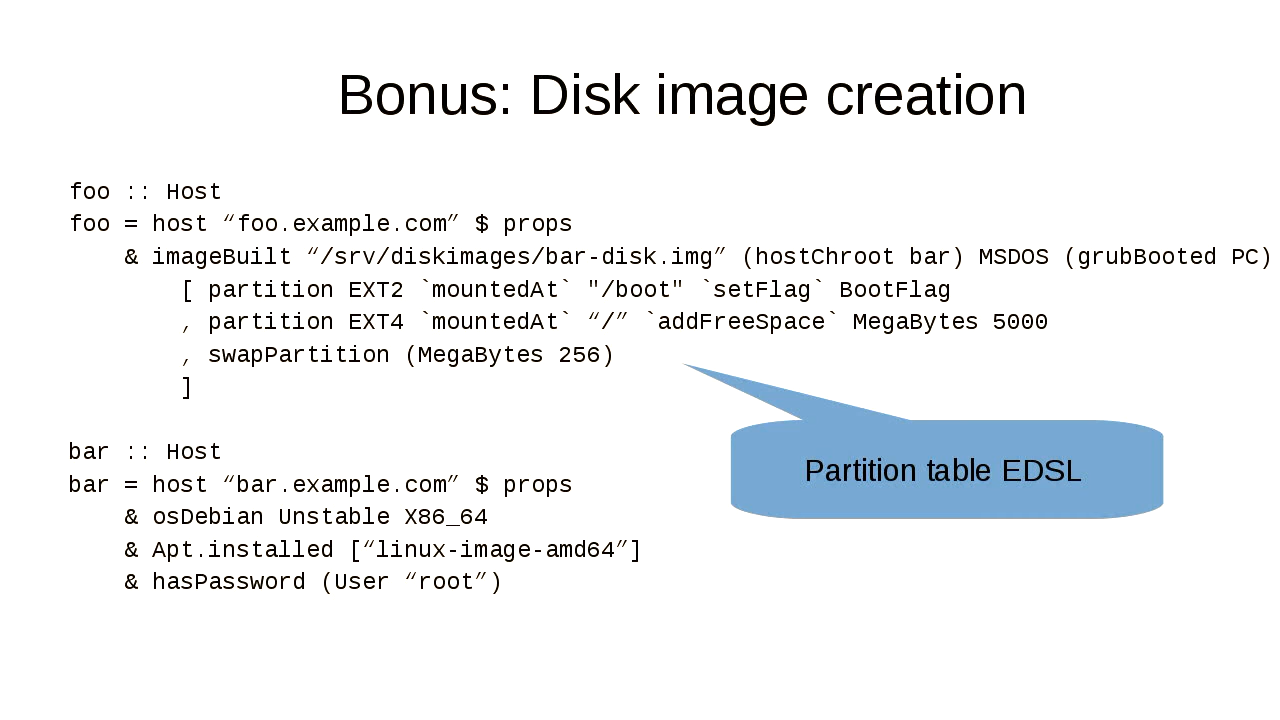 Bonus: Disk image creation
foo :: Host
foo = host “foo.example.com” $ props
    & imageBuilt “/srv/diskimages/bar-disk.img” (hostChroot bar) MSDOS (grubBooted PC)
        [ partition EXT2 `mountedAt` "/boot" `setFlag` BootFlag
        , partition EXT4 `mountedAt` “/” `addFreeSpace` MegaBytes 5000
        , swapPartition (MegaBytes 256)
        ]
Partition table EDSL
bar :: Host
bar = host “bar.example.com” $ props
    & osDebian Unstable X86_64
    & Apt.installed [“linux-image-amd64”]
    & hasPassword (User “root”)